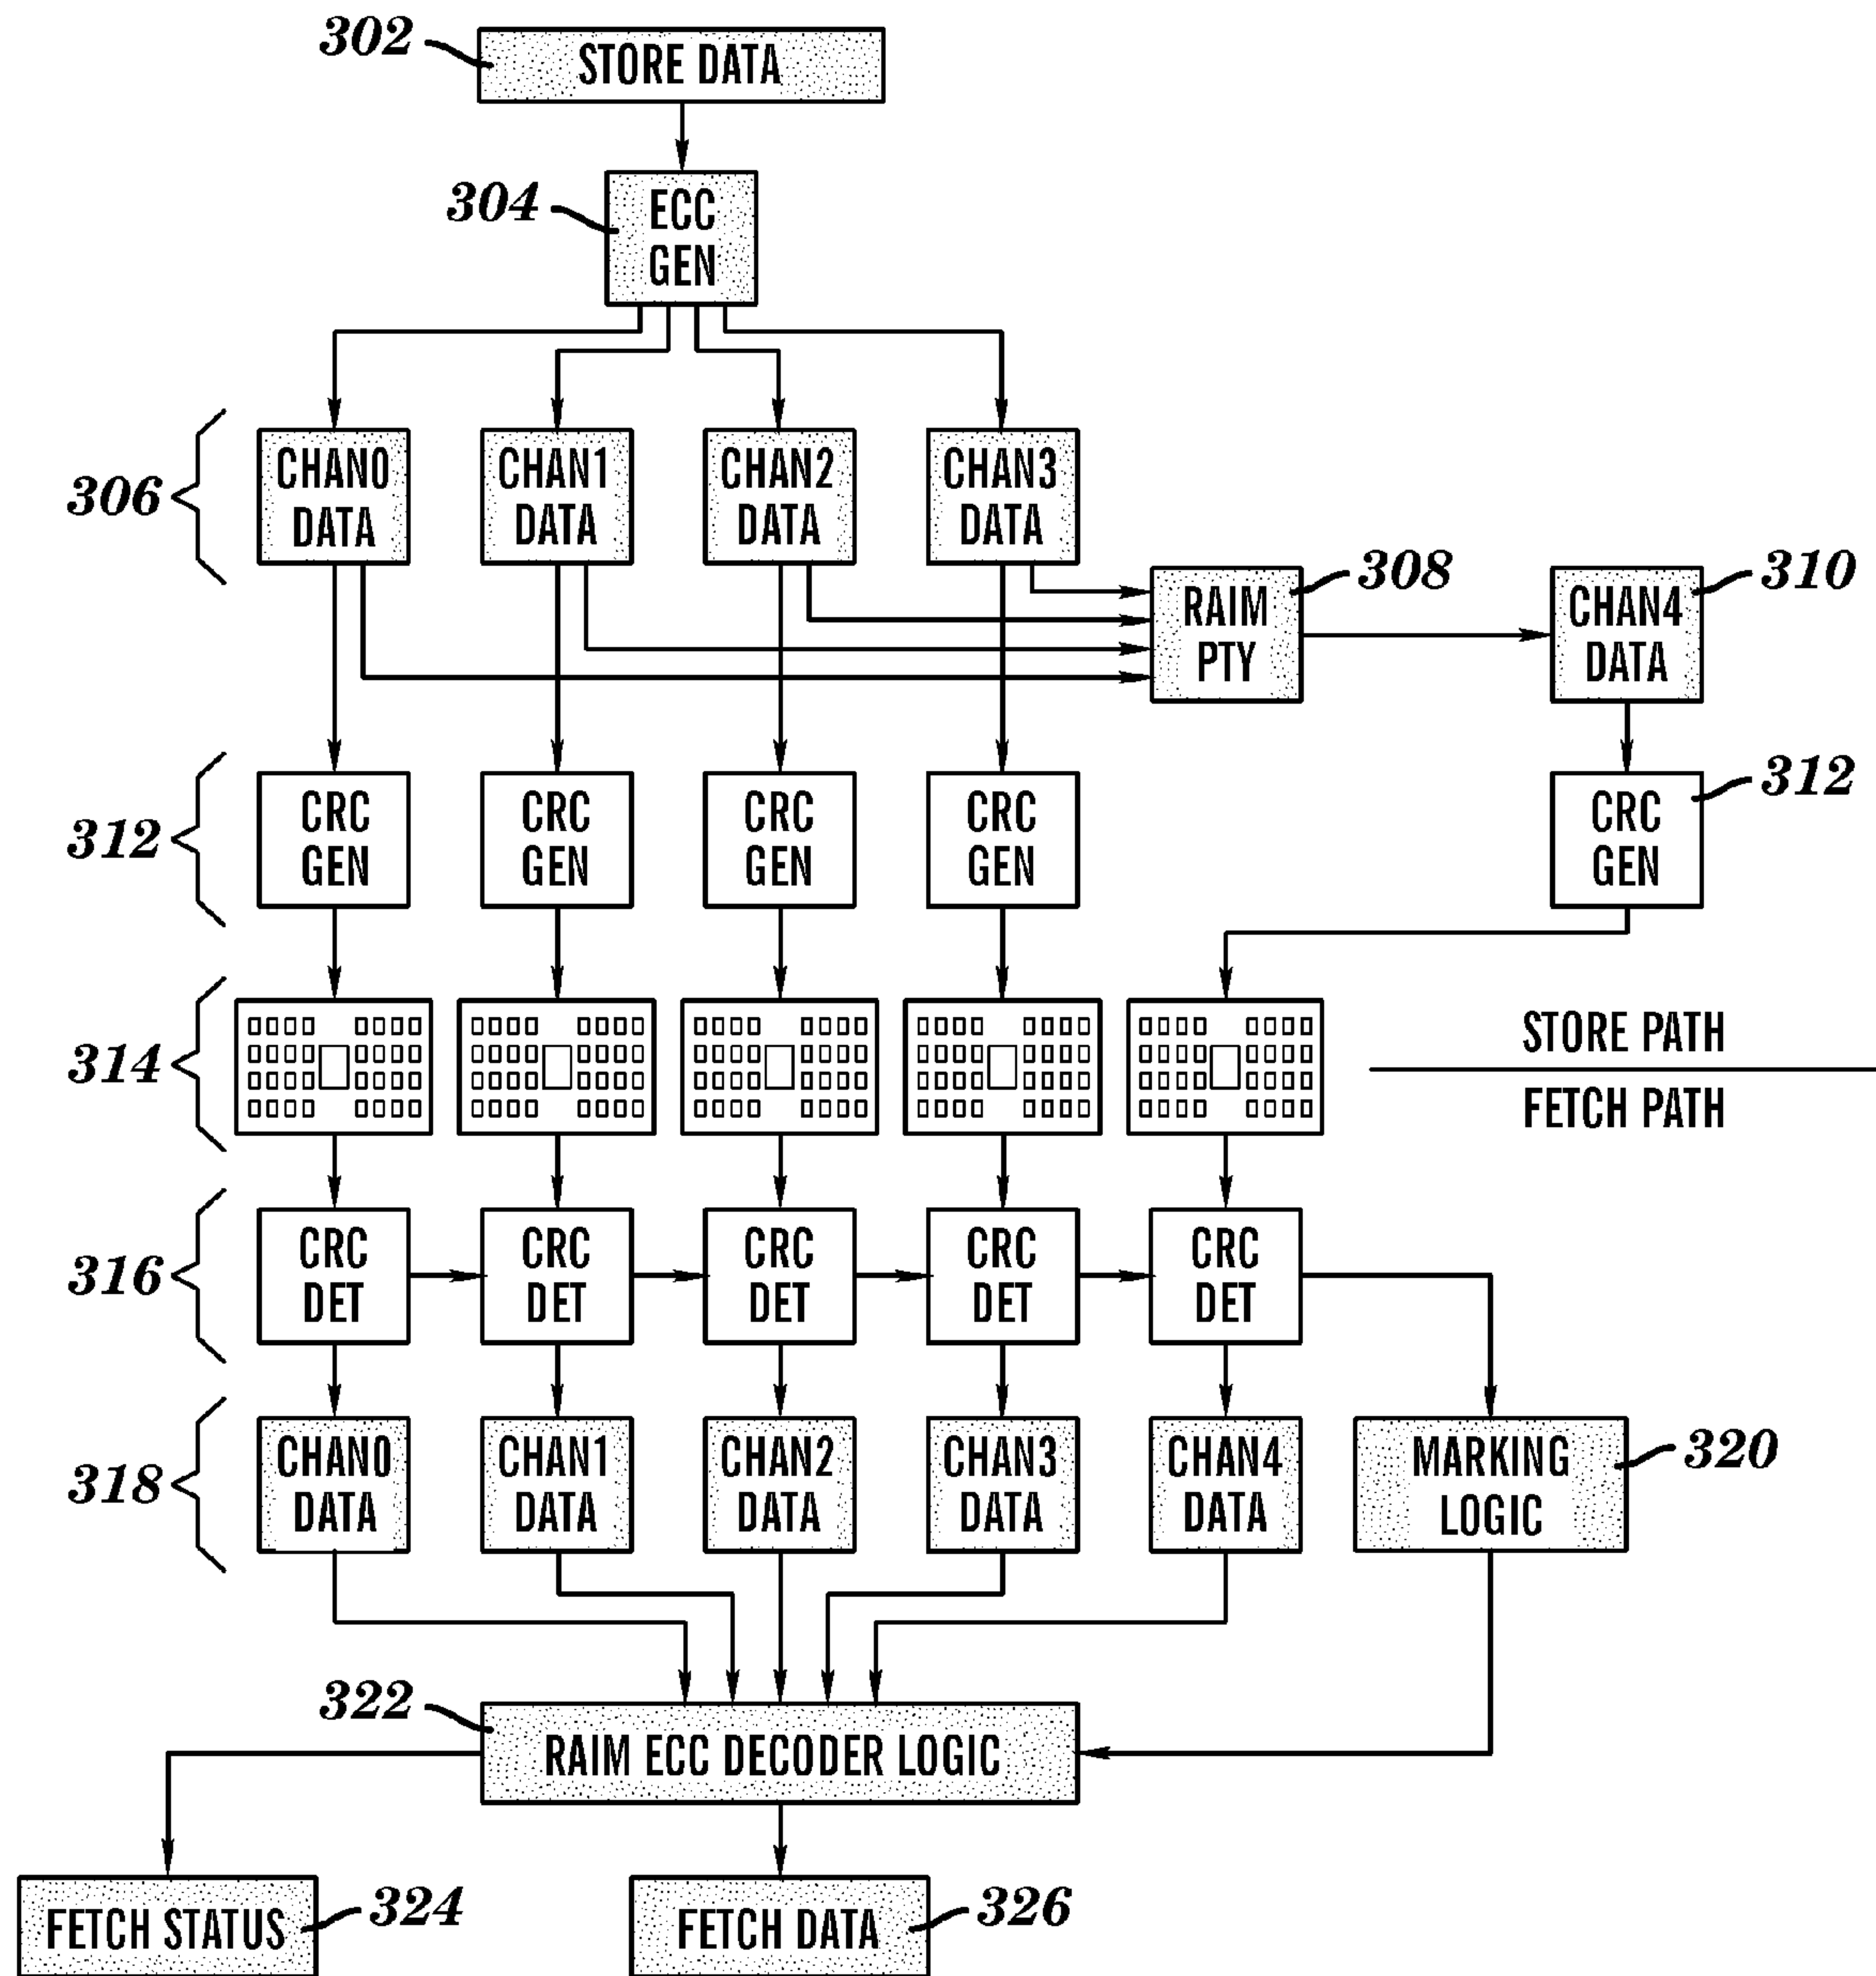 302
STORE DATA
304
ECC
GEN
306
CHAN0
DATA
CHAN1
DATA
CHAN2
DATA
CHAN3
DATA
RAIM
PTY
308
CHAN4
DATA
310
312
CRC
GEN
CRC
GEN
CRC
GEN
CRC
GEN
CRC
GEN
312
314
STORE PATH
FETCH PATH
316
CRC
DET
CRC
DET
CRC
DET
CRC
DET
CRC
DET
318
CHAN0
DATA
CHAN1
DATA
CHAN2
DATA
CHAN3
DATA
CHAN4
DATA
MARKING
LOGIC
320
322
RAIM ECC DECODER LOGIC
FETCH STATUS
324
FETCH DATA
326